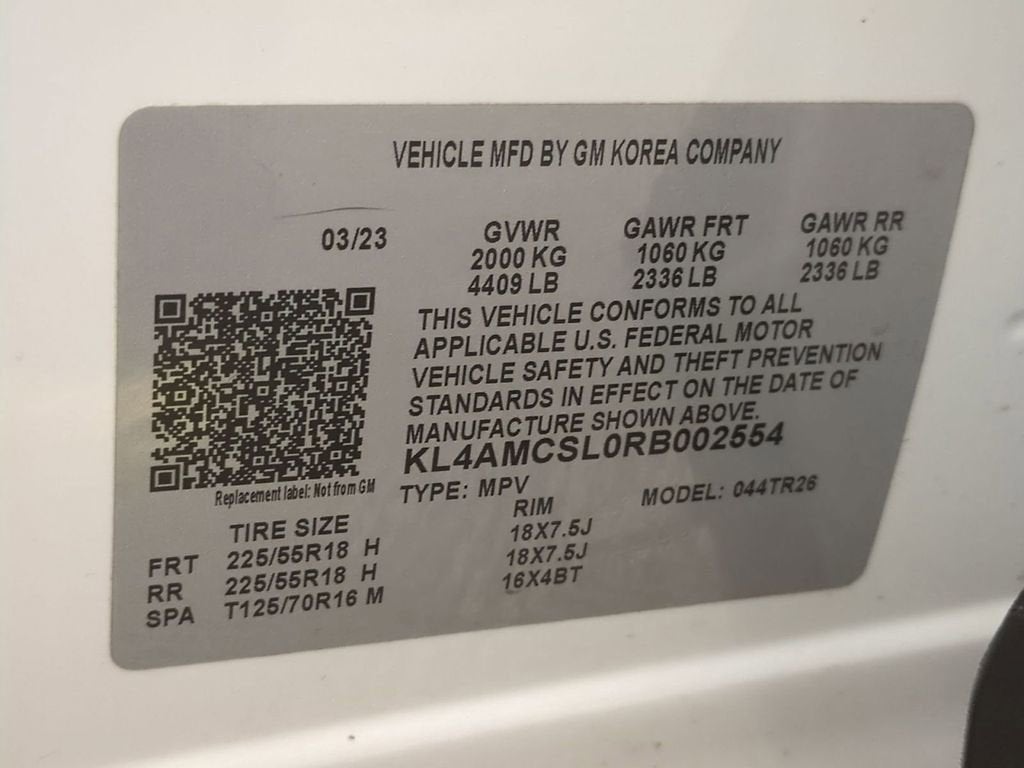 VEHICLE MFD BY GM KOREA COMPANY
03/23 GVWR GAWR FRT GAWR RR
2000 KG 1060 KG 1060 KG
4409 LB 2336 LB 2336 LB
THIS VEHICLE CONFORMS TO ALL
APPLICABLE U.S. FEDERAL MOTOR
VEHICLE SAFETY AND THEFT PREVENTION
STANDARDS IN EFFECT ON THE DATE OF
MANUFACTURE SHOWN ABOVE.
KL4AMCSL0RB002554
Replacement label: Not from GM
TYPE: MPV MODEL: 044TR26
TIRE SIZE RIM
FRT 225/55R18 H 18X7.5J
RR 225/55R18 H 18X7.5J
SPA T125/70R16 M 16X4BT